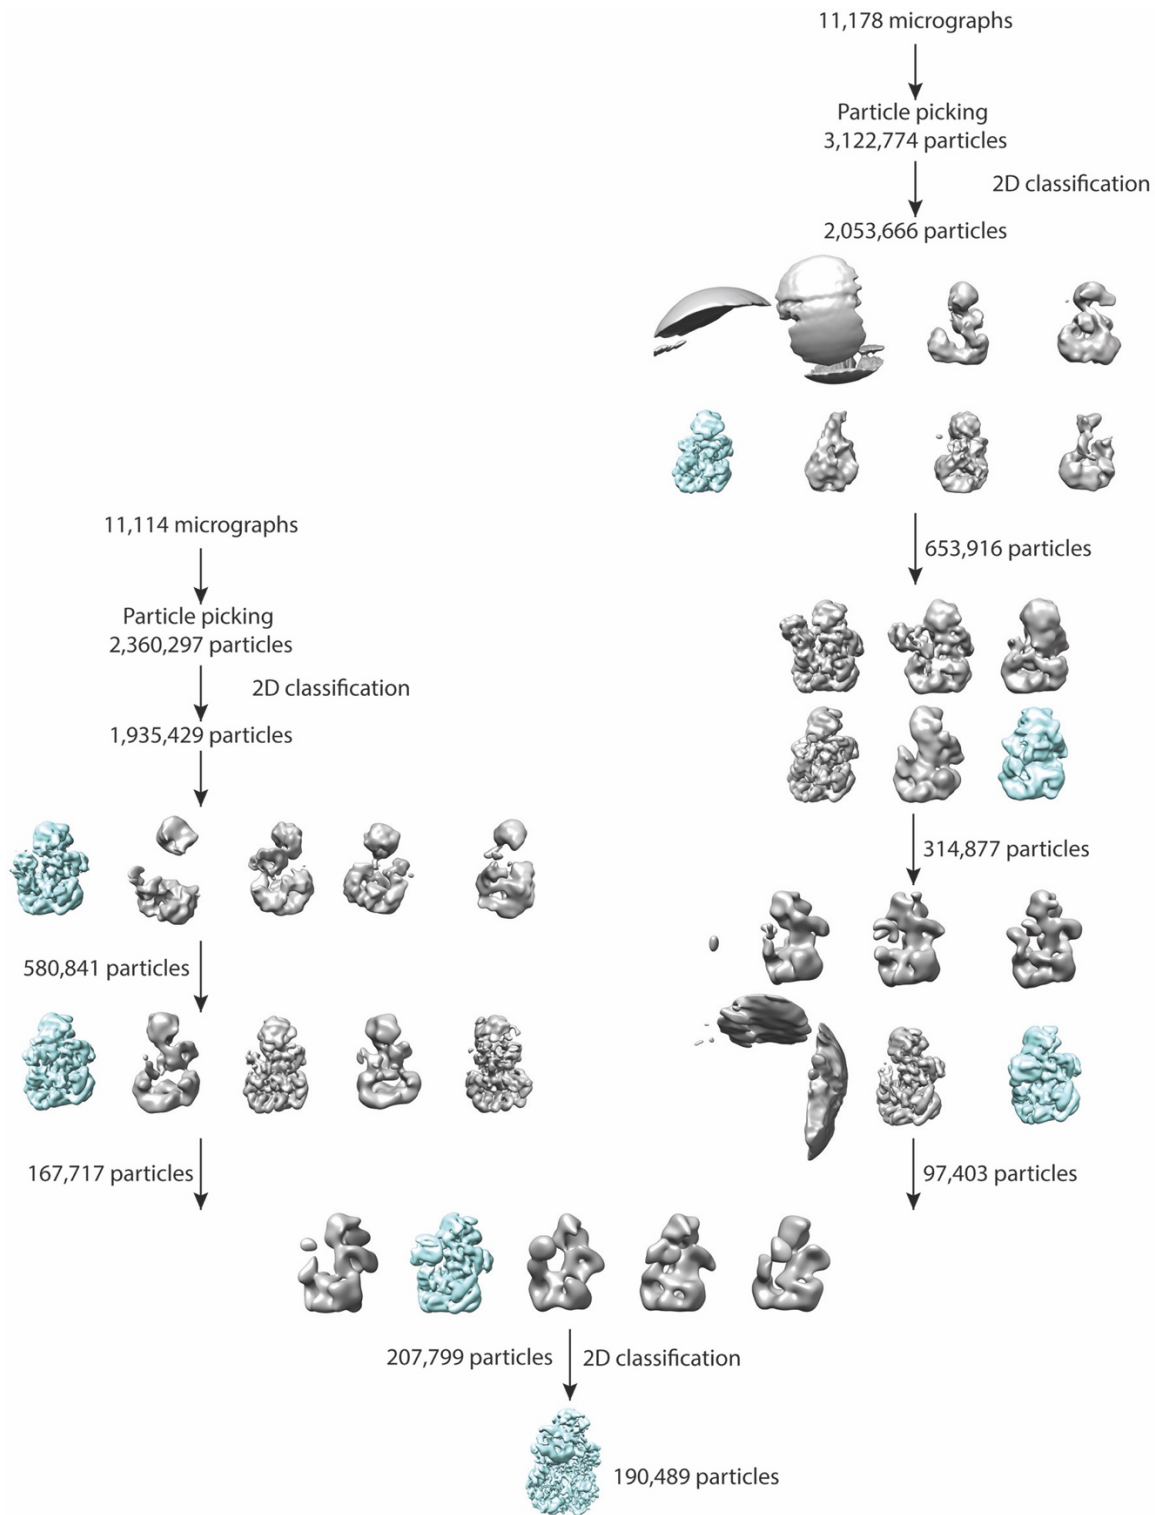 11,178 micrographs
Particle picking
3,122,774 particles
2D classification
2,053,666 particles
653,916 particles
314,877 particles
97,403 particles
11,114 micrographs
Particle picking
2,360,297 particles
2D classification
1,935,429 particles
580,841 particles
167,717 particles
207,799 particles
2D classification
190,489 particles